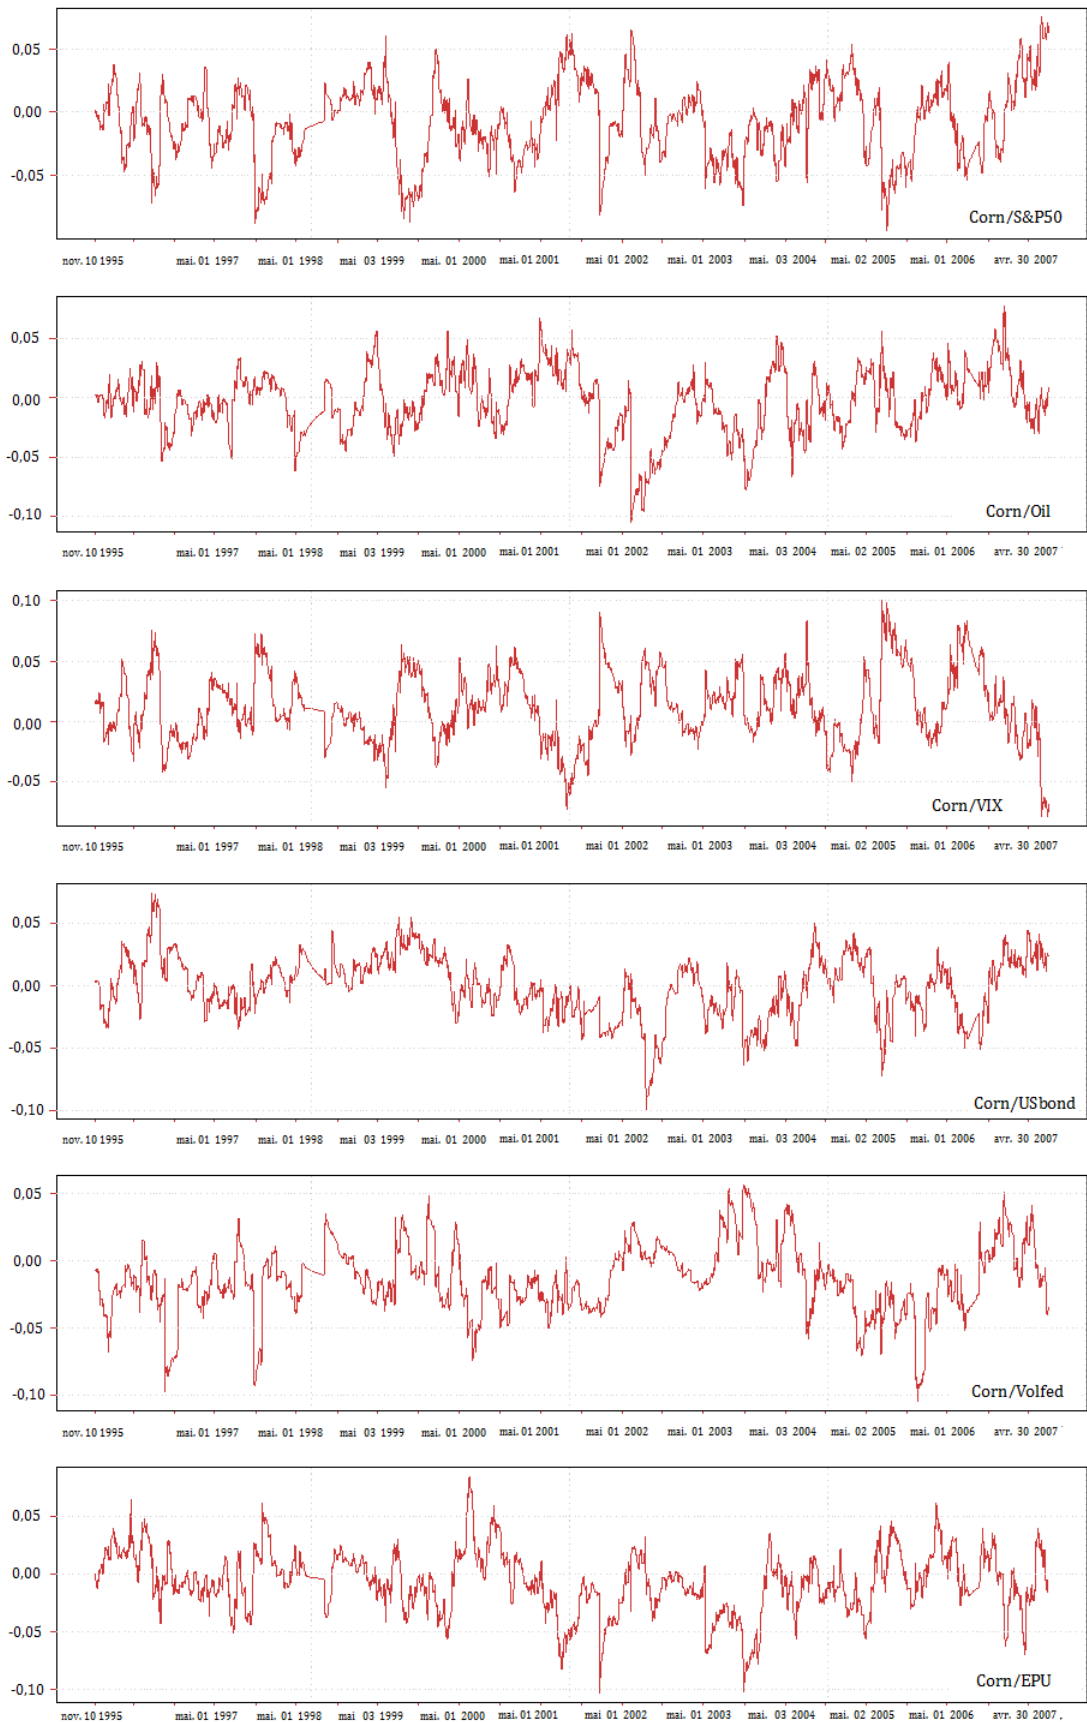 0,05
0,00
-0,05
Corn/S&P50
nov. 10 1995 mai. 01 1997 mai. 01 1998 mai 03 1999 mai. 01 2000 mai. 01 2001 mai 01 2002 mai. 01 2003 mai. 03 2004 mai. 02 2005 mai. 01 2006 avr. 30 2007
0,05
0,00
-0,05
-0,10
Corn/Oil
nov. 10 1995 mai. 01 1997 mai. 01 1998 mai 03 1999 mai. 01 2000 mai. 01 2001 mai 01 2002 mai. 01 2003 mai. 03 2004 mai. 02 2005 mai. 01 2006 avr. 30 2007
0,10
0,05
0,00
-0,05
Corn/VIX
nov. 10 1995 mai. 01 1997 mai. 01 1998 mai 03 1999 mai. 01 2000 mai. 01 2001 mai 01 2002 mai. 01 2003 mai. 03 2004 mai. 02 2005 mai. 01 2006 avr. 30 2007
0,05
0,00
-0,05
-0,10
Corn/USbond
nov. 10 1995 mai. 01 1997 mai. 01 1998 mai 03 1999 mai. 01 2000 mai. 01 2001 mai 01 2002 mai. 01 2003 mai. 03 2004 mai. 02 2005 mai. 01 2006 avr. 30 2007
0,05
0,00
-0,05
-0,10
Corn/Volfed
nov. 10 1995 mai. 01 1997 mai. 01 1998 mai 03 1999 mai. 01 2000 mai. 01 2001 mai 01 2002 mai. 01 2003 mai. 03 2004 mai. 02 2005 mai. 01 2006 avr. 30 2007
0,05
0,00
-0,05
-0,10
Corn/EPU
nov. 10 1995 mai. 01 1997 mai. 01 1998 mai 03 1999 mai. 01 2000 mai. 01 2001 mai 01 2002 mai. 01 2003 mai. 03 2004 mai. 02 2005 mai. 01 2006 avr. 30 2007 .